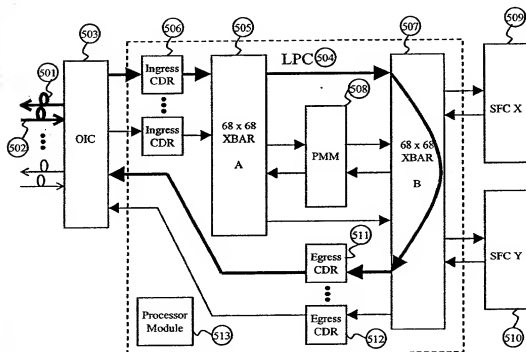 503
506
505
507
509
LPC 504
501
Ingress
CDR
508
SFC X
502
OIC
Ingress
CDR
68 x 68
XBAR
A
PMM
68 x 68
XBAR
B
511
Egress
CDR
SFC Y
Processor
Module
513
Egress
CDR
512
510